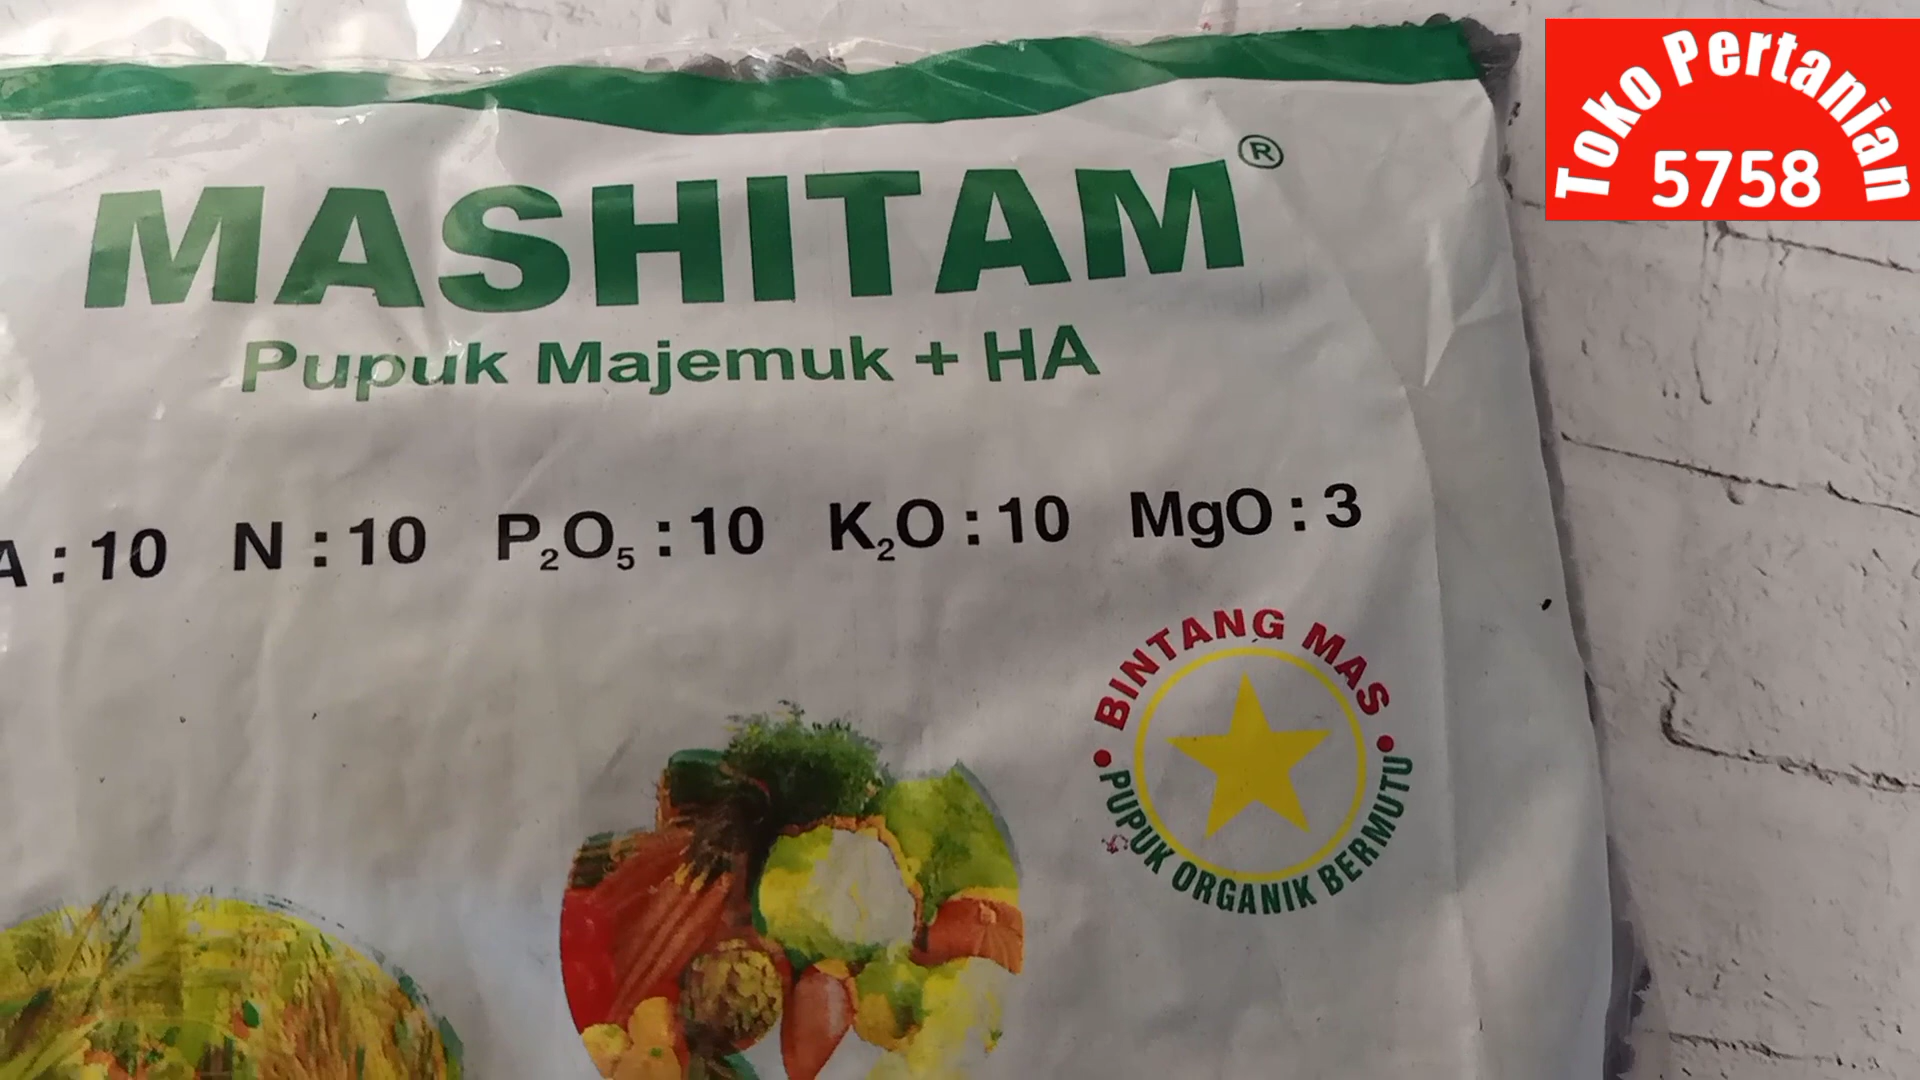 Toko Pertanian
5758
MASHITAM®
Pupuk Majemuk + HA
A : 10 N : 10 P₂O₅ : 10 K₂O : 10 MgO : 3
• BINTANG MAS •
PUPUK ORGANIK BERMUTU